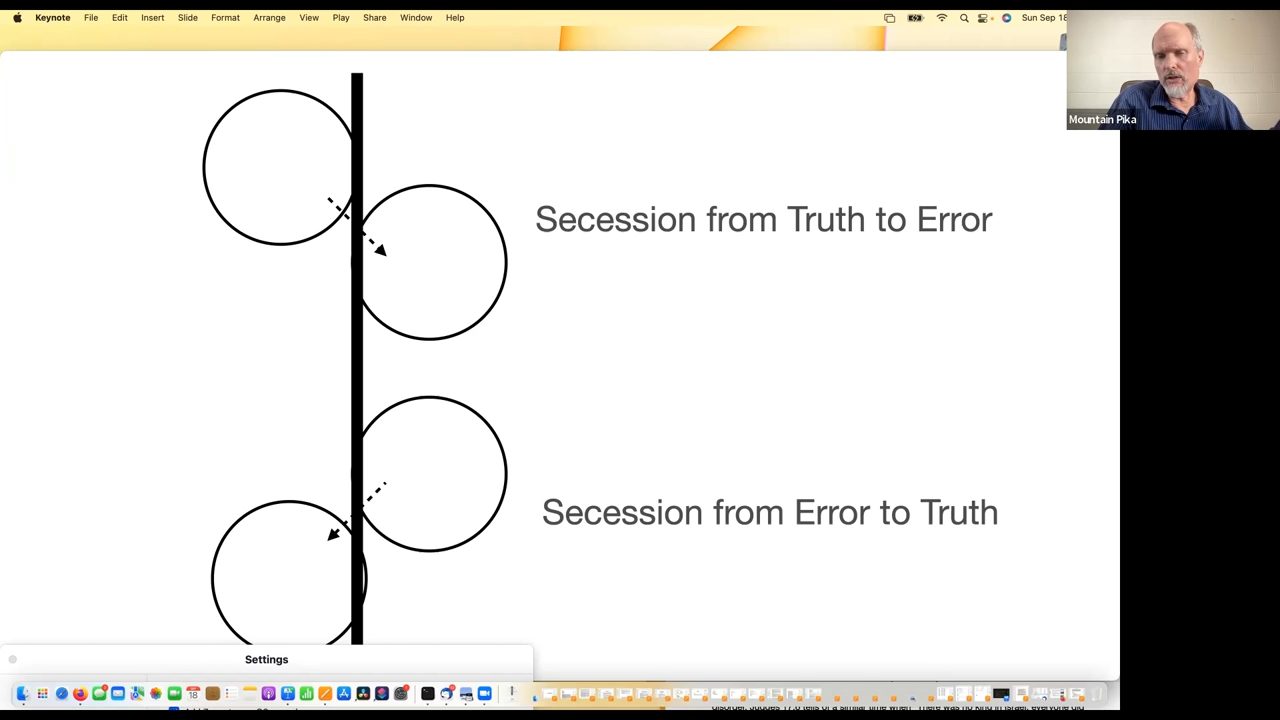 Keynote File Edit Insert Slide Format Arrange View Play Share Window Help Sun Sep 18
Mountain Pika
Secession from Truth to Error
Secession from Error to Truth
Settings